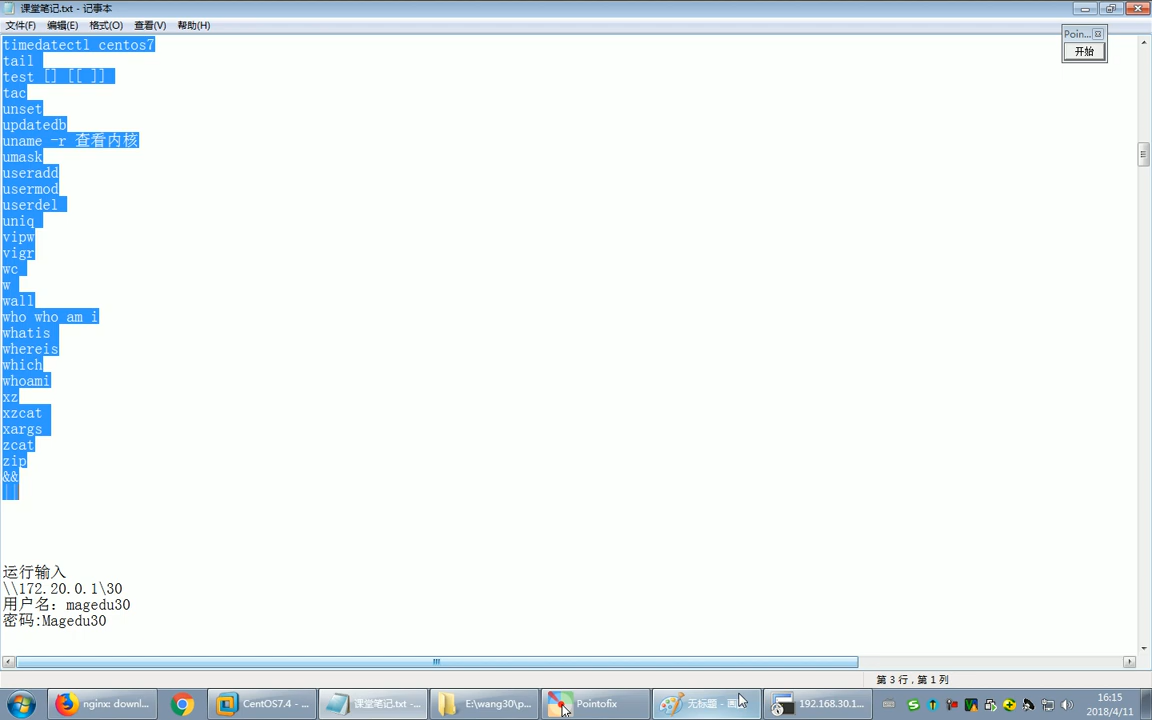 课堂笔记.txt - 记事本
文件(F) 编辑(E) 格式(O) 查看(V) 帮助(H)
Poin...
开始
timedatectl centos7
tail
test [] [[ ]]
tac
unset
updatedb
uname -r 查看内核
umask
useradd
usermod
userdel
uniq
vipw
vigr
wc
w
wall
who who am i
whatis
whereis
which
whoami
xz
xzcat
xargs
zcat
zip
&&
||
运行输入
\\172.20.0.1\30
用户名: magedu30
密码:Magedu30
第 3 行，第 1 列
nginx: downl... CentOS7.4 - ... 课堂笔记.txt -... E:\wang30\p... Pointofix 无标题 - 画... 192.168.30.1...
16:15
2018/4/11